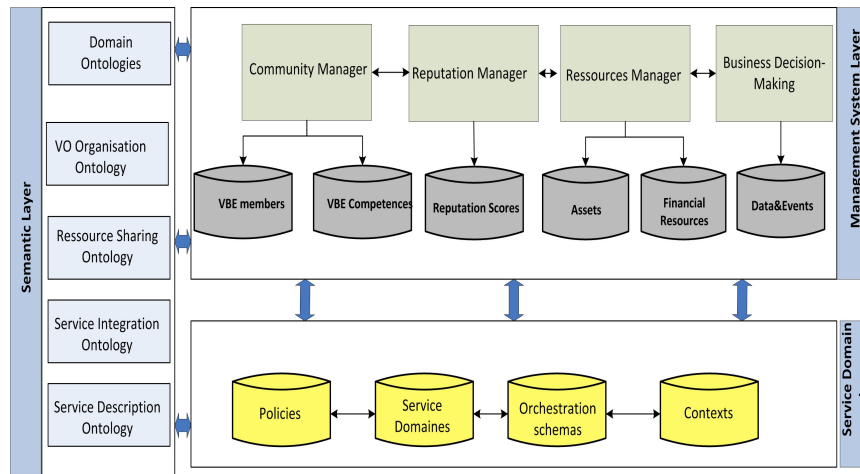 Semantic Layer
Domain
Ontologies
VO Organisation
Ontology
Ressource Sharing
Ontology
Service Integration
Ontology
Service Description
Ontology
Community Manager
Reputation Manager
Ressources Manager
Business Decision-
Making
VBE members
VBE Competences
Reputation Scores
Assets
Financial
Resources
Data&Events
Management System Layer
Policies
Service
Domaines
Orchestration
schemas
Contexts
Service Domain